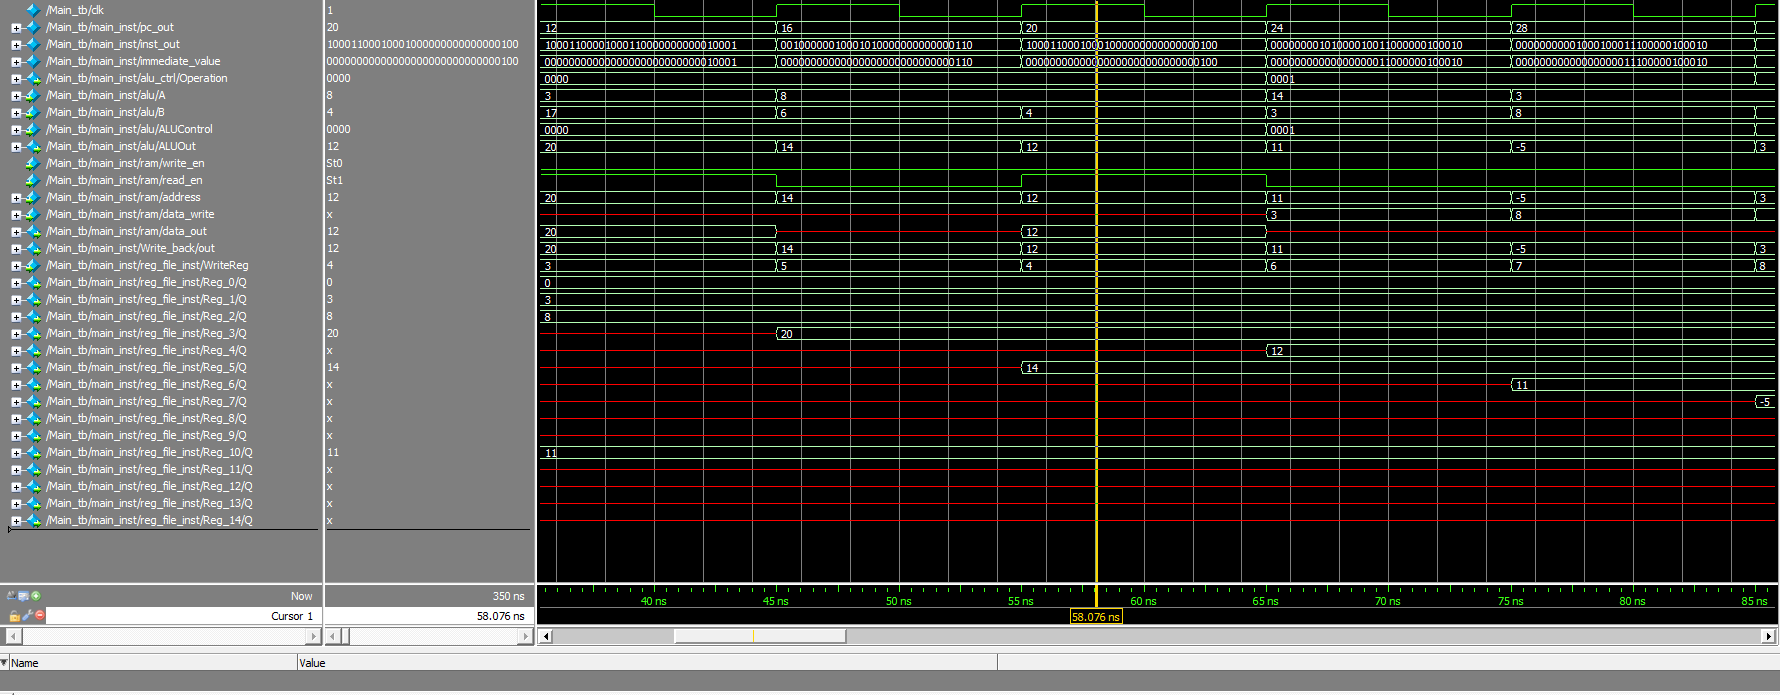 /Main_tb/clk 1
/Main_tb/main_inst/pc_out 20 12 16 20 24 28
/Main_tb/main_inst/inst_out 10001100010001000000000000000100 10001100001000110000000000010001 00100000010001010000000000000110 10001100010001000000000000000100 00000000101000010011000000100010 00000000001000100011100000100010
/Main_tb/main_inst/immediate_value 00000000000000000000000000000100 00000000000000000000000000010001 00000000000000000000000000000110 00000000000000000000000000000100 00000000000000000011000000100010 00000000000000000011100000100010
/Main_tb/main_inst/alu_ctrl/Operation 0000 0000 0001
/Main_tb/main_inst/alu/A 8 3 8 14 3
/Main_tb/main_inst/alu/B 4 17 6 4 3 8
/Main_tb/main_inst/alu/ALUControl 0000 0000 0001
/Main_tb/main_inst/alu/ALUOut 12 20 14 12 11 -5 3
/Main_tb/main_inst/ram/write_en St0
/Main_tb/main_inst/ram/read_en St1
/Main_tb/main_inst/ram/address 12 20 14 12 11 -5 3
/Main_tb/main_inst/ram/data_write x 3 8
/Main_tb/main_inst/ram/data_out 12 20 12
/Main_tb/main_inst/Write_back/out 12 20 14 12 11 -5 3
/Main_tb/main_inst/reg_file_inst/WriteReg 4 3 5 4 6 7 8
/Main_tb/main_inst/reg_file_inst/Reg_0/Q 0 0
/Main_tb/main_inst/reg_file_inst/Reg_1/Q 3 3
/Main_tb/main_inst/reg_file_inst/Reg_2/Q 8 8
/Main_tb/main_inst/reg_file_inst/Reg_3/Q 20 20
/Main_tb/main_inst/reg_file_inst/Reg_4/Q x 12
/Main_tb/main_inst/reg_file_inst/Reg_5/Q 14 14
/Main_tb/main_inst/reg_file_inst/Reg_6/Q x 11
/Main_tb/main_inst/reg_file_inst/Reg_7/Q x -5
/Main_tb/main_inst/reg_file_inst/Reg_8/Q x
/Main_tb/main_inst/reg_file_inst/Reg_9/Q x
/Main_tb/main_inst/reg_file_inst/Reg_10/Q 11 11
/Main_tb/main_inst/reg_file_inst/Reg_11/Q x
/Main_tb/main_inst/reg_file_inst/Reg_12/Q x
/Main_tb/main_inst/reg_file_inst/Reg_13/Q x
/Main_tb/main_inst/reg_file_inst/Reg_14/Q x
Now 350 ns 40 ns 45 ns 50 ns 55 ns 60 ns 65 ns 70 ns 75 ns 80 ns 85 ns
Cursor 1 58.076 ns 58.076 ns
Name Value